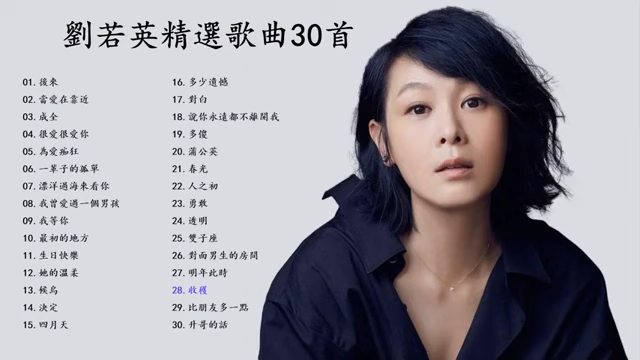 劉若英精選歌曲30首
01.後來
02.當愛在靠近
03.成全
04.很愛很愛你
05.為愛痴狂
06.一輩子的孤單
07.漂洋過海來看你
08.我曾愛過一個男孩
09.我等你
10.最初的地方
11.生日快樂
12.她的溫柔
13.候鳥
14.決定
15.四月天
16.多少遺憾
17.對白
18.說你永遠都不離開我
19.多傻
20.蒲公英
21.春光
22.人之初
23.勇敢
24.透明
25.雙子座
26.對面男生的房間
27.明年此時
28.收穫
29.比朋友多一點
30.升哥的話